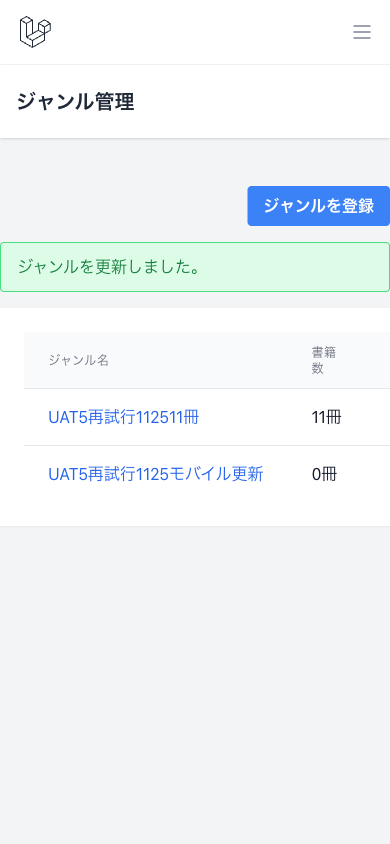 ジャンル管理
ジャンルを登録
ジャンルを更新しました。
ジャンル名
書籍
数
UAT5再試行112511冊
11冊
UAT5再試行1125モバイル更新
0冊